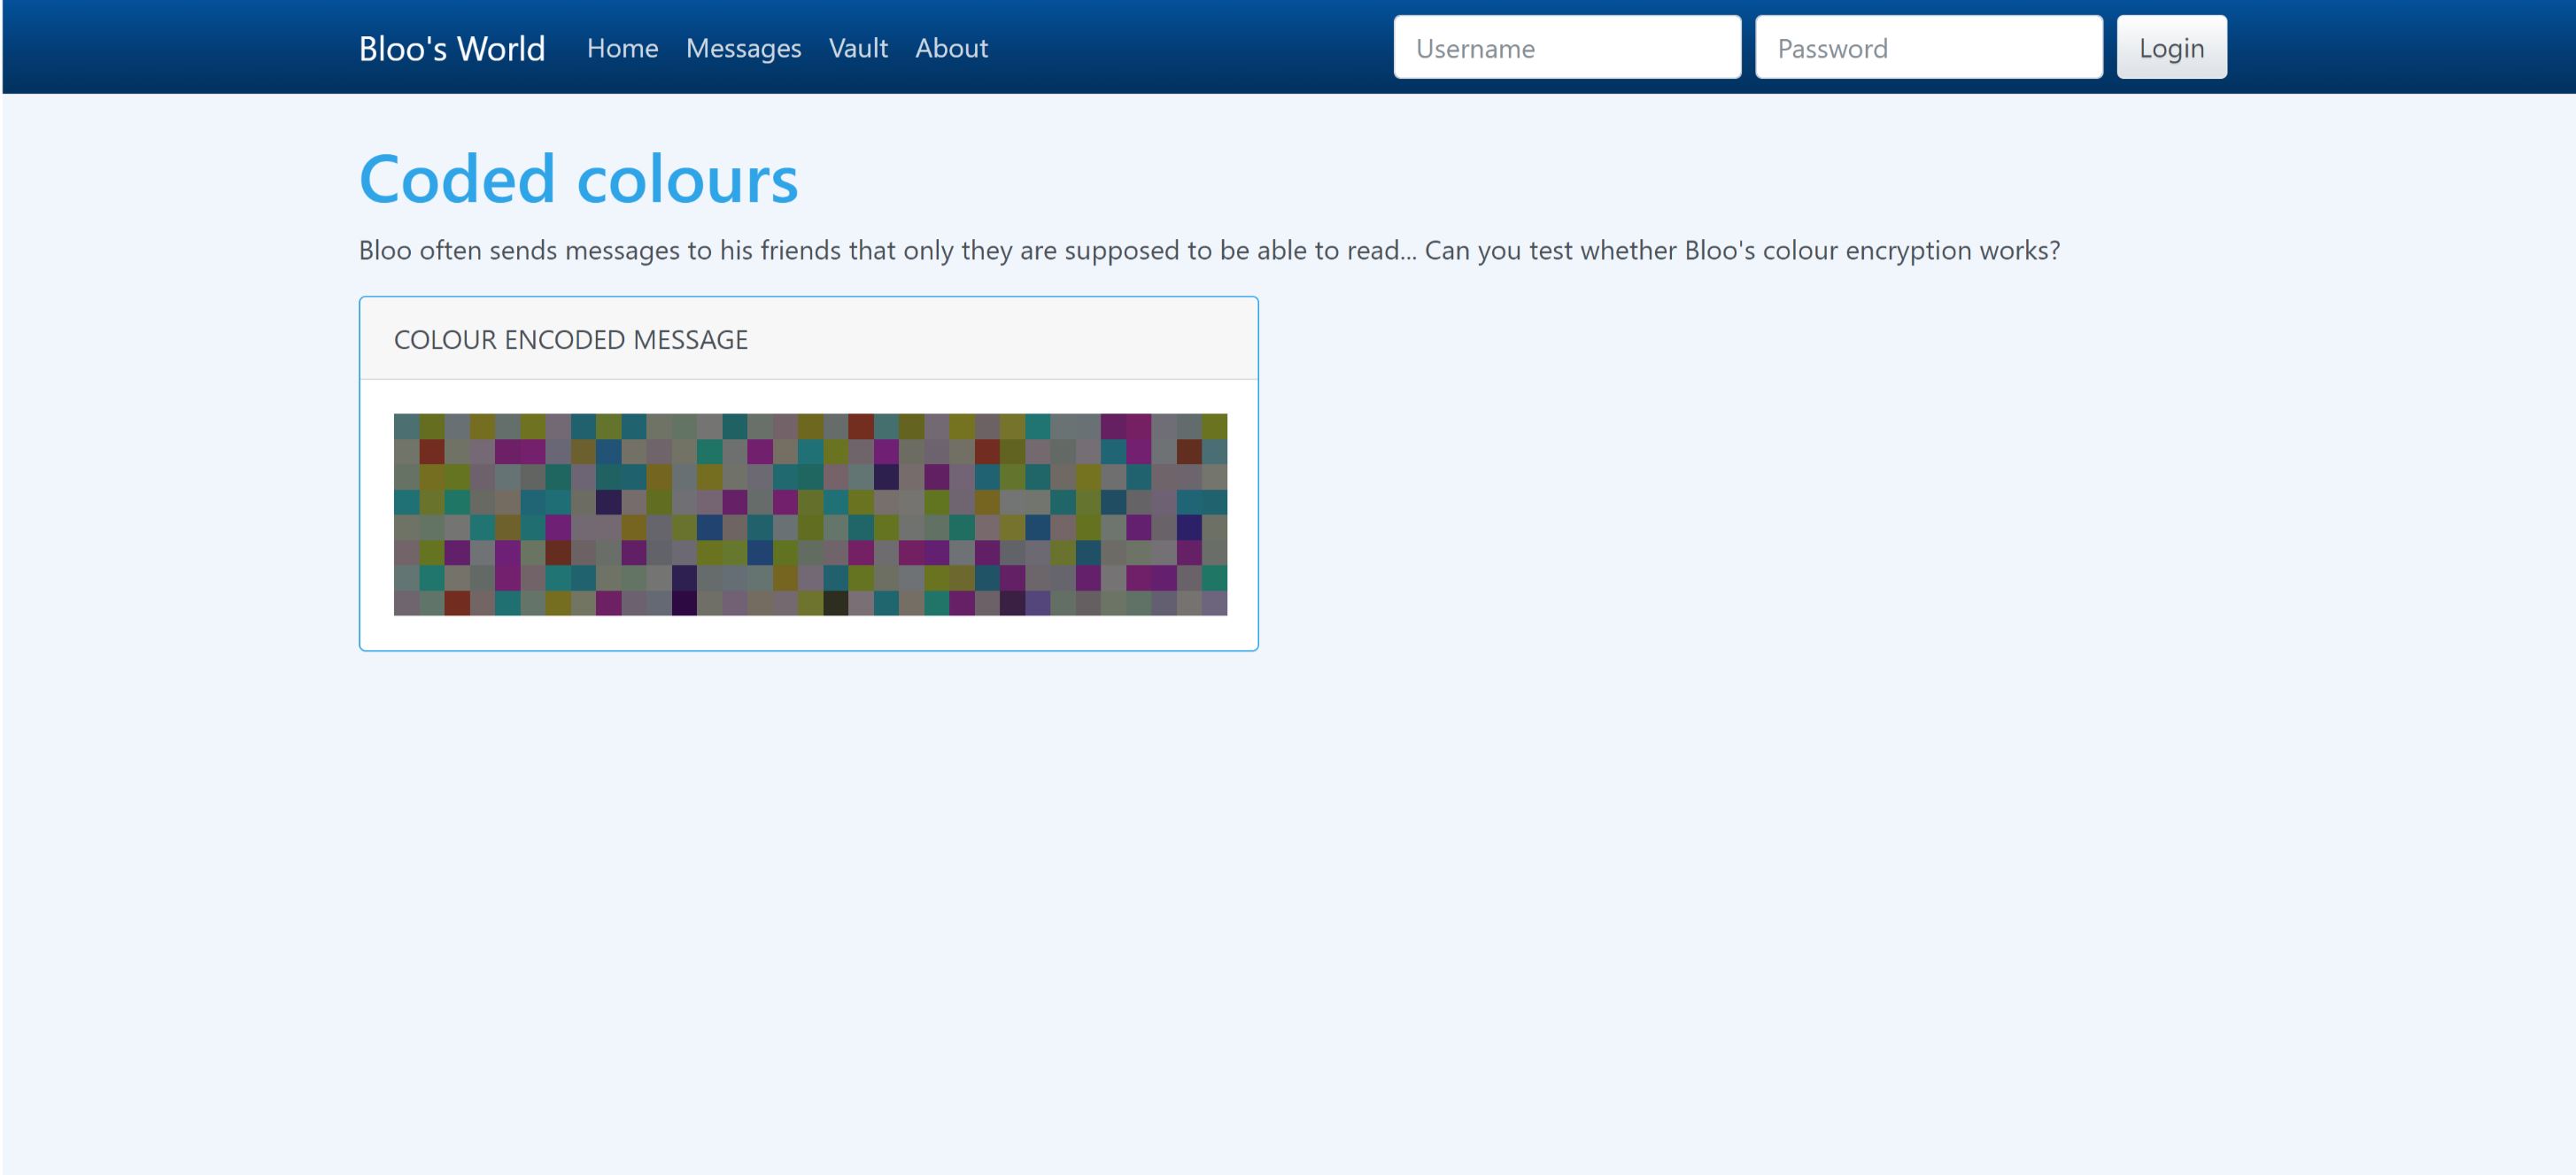 Bloo's World Home Messages Vault About Username Password Login
Coded colours
Bloo often sends messages to his friends that only they are supposed to be able to read... Can you test whether Bloo's colour encryption works?
COLOUR ENCODED MESSAGE